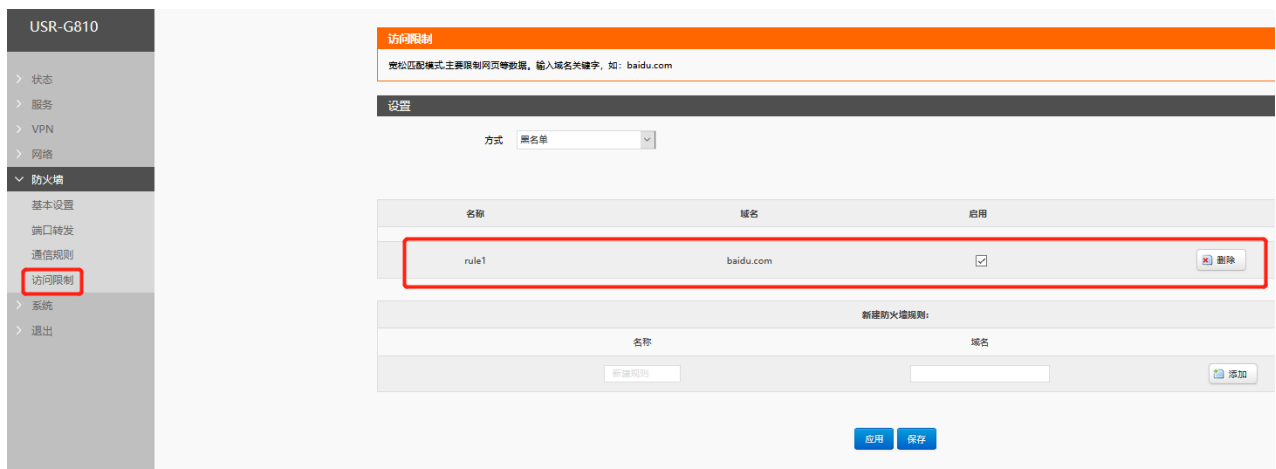 USR-G810
状态
服务
VPN
网络
防火墙
基本设置
端口转发
通信规则
访问限制
系统
退出
访问限制
宽松匹配模式,主要限制网页等数据。输入域名关键字，如：baidu.com
设置
方式 黑名单
名称 域名 启用
rule1 baidu.com 删除
新建防火墙规则:
名称 域名
新建规则 添加
应用 保存